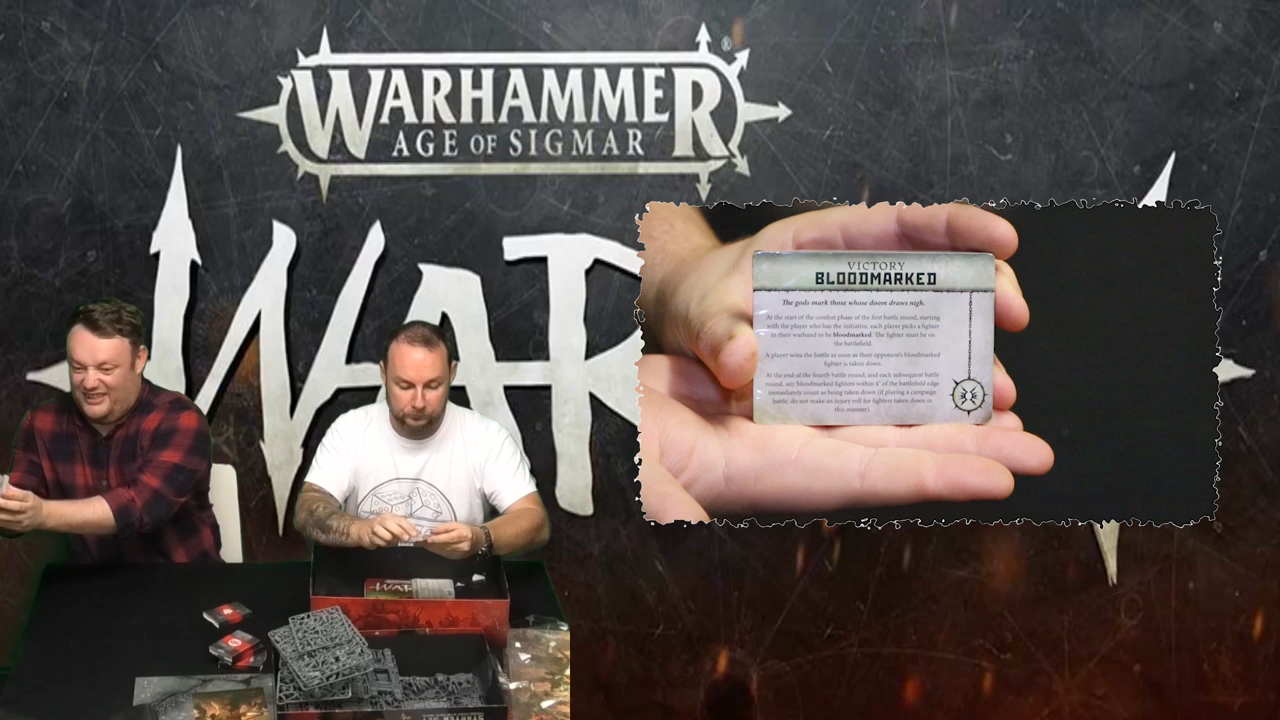 WARHAMMER
AGE OF SIGMAR
®
WAR
VICTORY
BLOODMARKED
The gods mark those whose doom draws nigh.
At the start of the combat phase of the first battle round, starting
with the player who has the initiative, each player picks a fighter
in their warband to be bloodmarked. The fighter must be on
the battlefield.
A player wins the battle as soon as their opponent's bloodmarked
fighter is taken down.
At the end of the fourth battle round, and each subsequent battle
round, any bloodmarked fighters within 4" of the battlefield edge
immediately count as being taken down (if playing a campaign
battle, do not make an injury roll for fighters taken down in
this manner).
WAR
STARTER SET